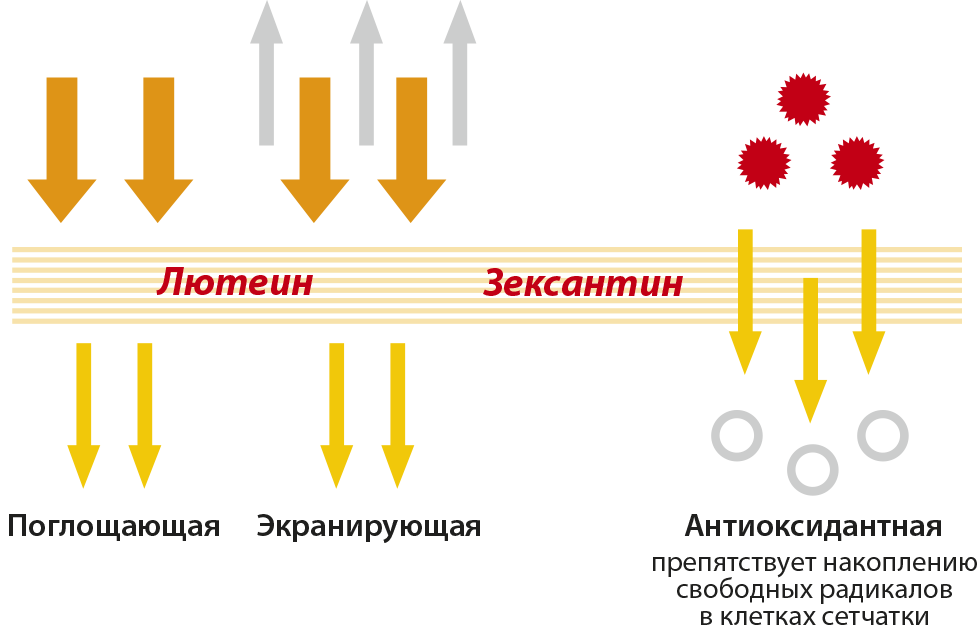 Лютеин
Зексантин
Поглощающая
Экранирующая
Антиоксидантная
препятствует накоплению
свободных радикалов
в клетках сетчатки